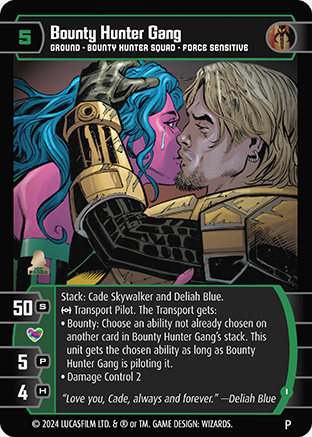 5
Bounty Hunter Gang
GROUND • BOUNTY HUNTER SQUAD • FORCE SENSITIVE
50 S
5 P
4 H
Stack: Cade Skywalker and Deliah Blue.
Transport Pilot. The Transport gets:
• Bounty: Choose an ability not already chosen on
another card in Bounty Hunter Gang's stack. This
unit gets the chosen ability as long as Bounty
Hunter Gang is piloting it.
• Damage Control 2
"Love you, Cade, always and forever." —Deliah Blue
1
© 2024 LUCASFILM LTD. & ® or TM. GAME DESIGN: WIZARDS.
P